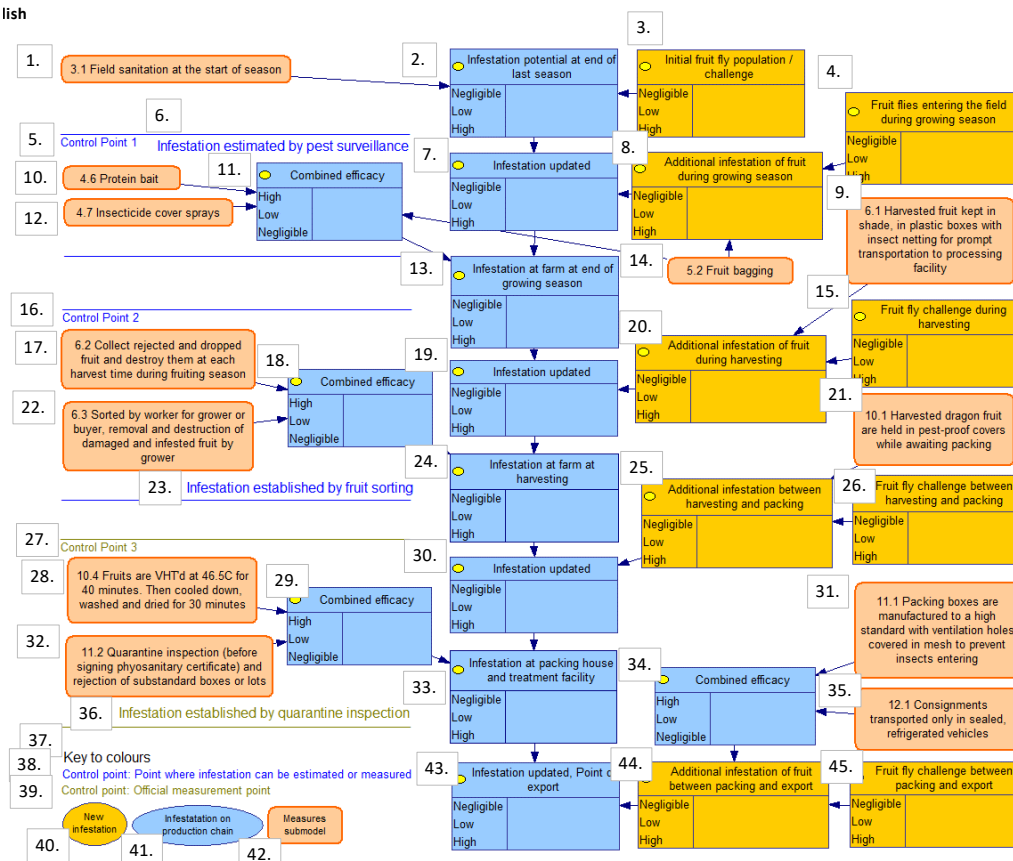 lish
3.
1.
3.1 Field sanitation at the start of season
2.
Infestation potential at end of
last season
Negligible
Low
High
Initial fruit fly population /
challenge
Negligible
Low
High
4.
Fruit flies entering the field
during growing season
Negligible
Low
High
6.
5.
Control Point 1
Infestation estimated by pest surveillance
7.
Infestation updated
Negligible
Low
High
8.
Additional infestation of fruit
during growing season
Negligible
Low
High
9.
6.1 Harvested fruit kept in
shade, in plastic boxes with
insect netting for prompt
transportation to processing
facility
10.
4.6 Protein bait
11.
Combined efficacy
High
Low
Negligible
12.
4.7 Insecticide cover sprays
13.
Infestation at farm at end of
growing season
Negligible
Low
High
14.
5.2 Fruit bagging
15.
Fruit fly challenge during
harvesting
Negligible
Low
High
16.
Control Point 2
17.
6.2 Collect rejected and dropped
fruit and destroy them at each
harvest time during fruiting season
18.
Combined efficacy
High
Low
Negligible
19.
Infestation updated
Negligible
Low
High
20.
Additional infestation of fruit
during harvesting
Negligible
Low
High
21.
10.1 Harvested dragon fruit
are held in pest-proof covers
while awaiting packing
22.
6.3 Sorted by worker for grower or
buyer, removal and destruction of
damaged and infested fruit by
grower
23.
Infestation established by fruit sorting
24.
Infestation at farm at
harvesting
Negligible
Low
High
25.
Additional infestation between
harvesting and packing
Negligible
Low
High
26.
Fruit fly challenge between
harvesting and packing
Negligible
Low
High
27.
Control Point 3
28.
10.4 Fruits are VHT'd at 46.5C for
40 minutes. Then cooled down,
washed and dried for 30 minutes
29.
Combined efficacy
High
Low
Negligible
30.
Infestation updated
Negligible
Low
High
31.
11.1 Packing boxes are
manufactured to a high
standard with ventilation holes
covered in mesh to prevent
insects entering
32.
11.2 Quarantine inspection (before
signing physosanitary certificate) and
rejection of substandard boxes or lots
33.
Infestation at packing house
and treatment facility
Negligible
Low
High
34.
Combined efficacy
High
Low
Negligible
35.
12.1 Consignments
transported only in sealed,
refrigerated vehicles
36.
Infestation established by quarantine inspection
37.
Key to colours
38.
Control point: Point where infestation can be estimated or measured
39.
Control point: Official measurement point
40.
New
infestation
41.
Infestatation on
production chain
42.
Measures
submodel
43.
Infestation updated, Point o
export
Negligible
Low
High
44.
Additional infestation of fruit
between packing and export
Negligible
Low
High
45.
Fruit fly challenge between
packing and export
Negligible
Low
High